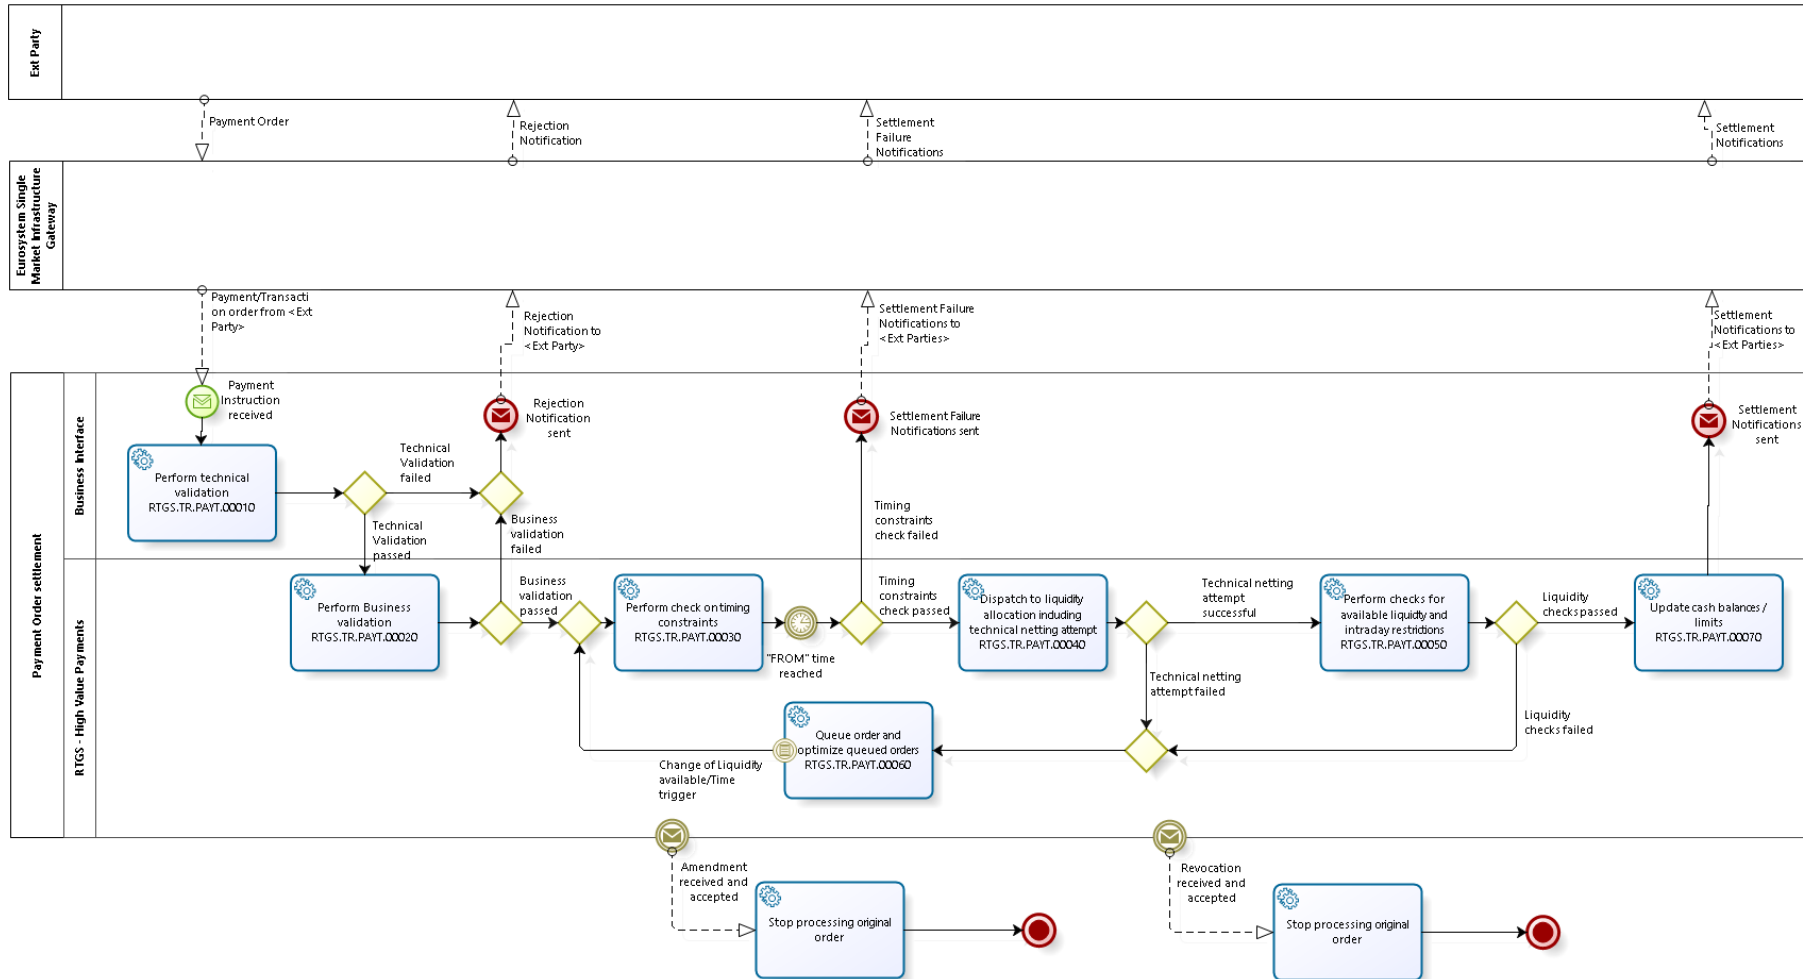 Ext Party
Payment Order
Rejection
Notification
Settlement
Failure
Notifications
Settlement
Notifications
Eurosystem Single
Market Infrastructure
Gateway
Payment/Transacti
on order from <Ext
Party>
Rejection
Notification to
<Ext Party>
Settlement Failure
Notifications to
<Ext Parties>
Settlement
Notifications to
<Ext Parties>
Payment Order settlement
Business Interface
Payment
Instruction
received
Rejection
Notification
sent
Settlement Failure
Notifications sent
Settlement
Notifications
sent
Perform technical
validation
RTGS.TR.PAYT.00010
Technical
Validation
failed
Technical
Validation
passed
Business
validation
failed
Timing
constraints
check failed
RTGS - High Value Payments
Perform Business
validation
RTGS.TR.PAYT.00020
Business
validation
passed
Perform check on timing
constraints
RTGS.TR.PAYT.00030
"FROM" time
reached
Timing
constraints
check passed
Dispatch to liquidity
allocation including
technical netting attempt
RTGS.TR.PAYT.00040
Technical netting
attempt
successful
Technical netting
attempt failed
Perform checks for
available liquidity and
intraday restrictions
RTGS.TR.PAYT.00050
Liquidity
checks passed
Liquidity
checks failed
Update cash balances /
limits
RTGS.TR.PAYT.00070
Queue order and
optimize queued orders
RTGS.TR.PAYT.00060
Change of Liquidity
available/Time
trigger
Amendment
received and
accepted
Stop processing original
order
Revocation
received and
accepted
Stop processing original
order